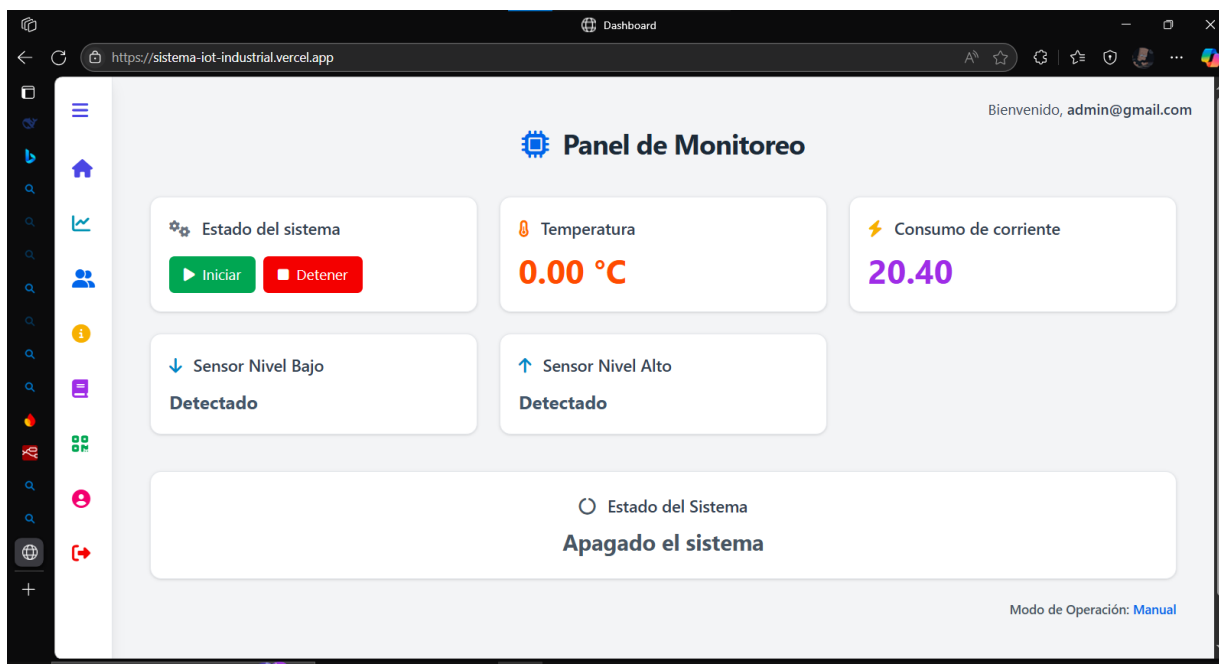 Dashboard
https://sistema-iot-industrial.vercel.app
Bienvenido, admin@gmail.com
Panel de Monitoreo
Estado del sistema
Iniciar
Detener
Temperatura
0.00 °C
Consumo de corriente
20.40
Sensor Nivel Bajo
Detectado
Sensor Nivel Alto
Detectado
Estado del Sistema
Apagado el sistema
Modo de Operación: Manual